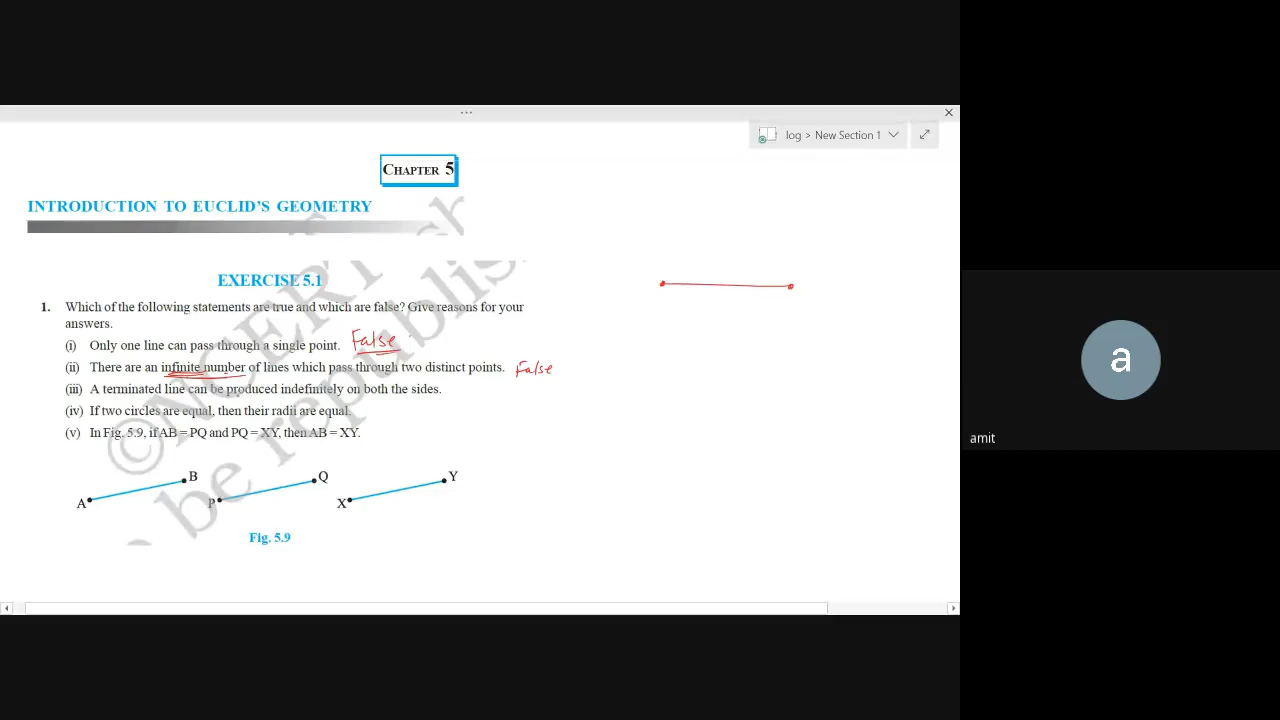 log > New Section 1
CHAPTER 5
INTRODUCTION TO EUCLID'S GEOMETRY
EXERCISE 5.1
1. Which of the following statements are true and which are false? Give reasons for your
answers.
(i) Only one line can pass through a single point. False
(ii) There are an infinite number of lines which pass through two distinct points. False
(iii) A terminated line can be produced indefinitely on both the sides.
(iv) If two circles are equal, then their radii are equal.
(v) In Fig. 5.9, if AB = PQ and PQ = XY, then AB = XY.
A B P Q X Y
Fig. 5.9
©NCERT
be republish
a
amit